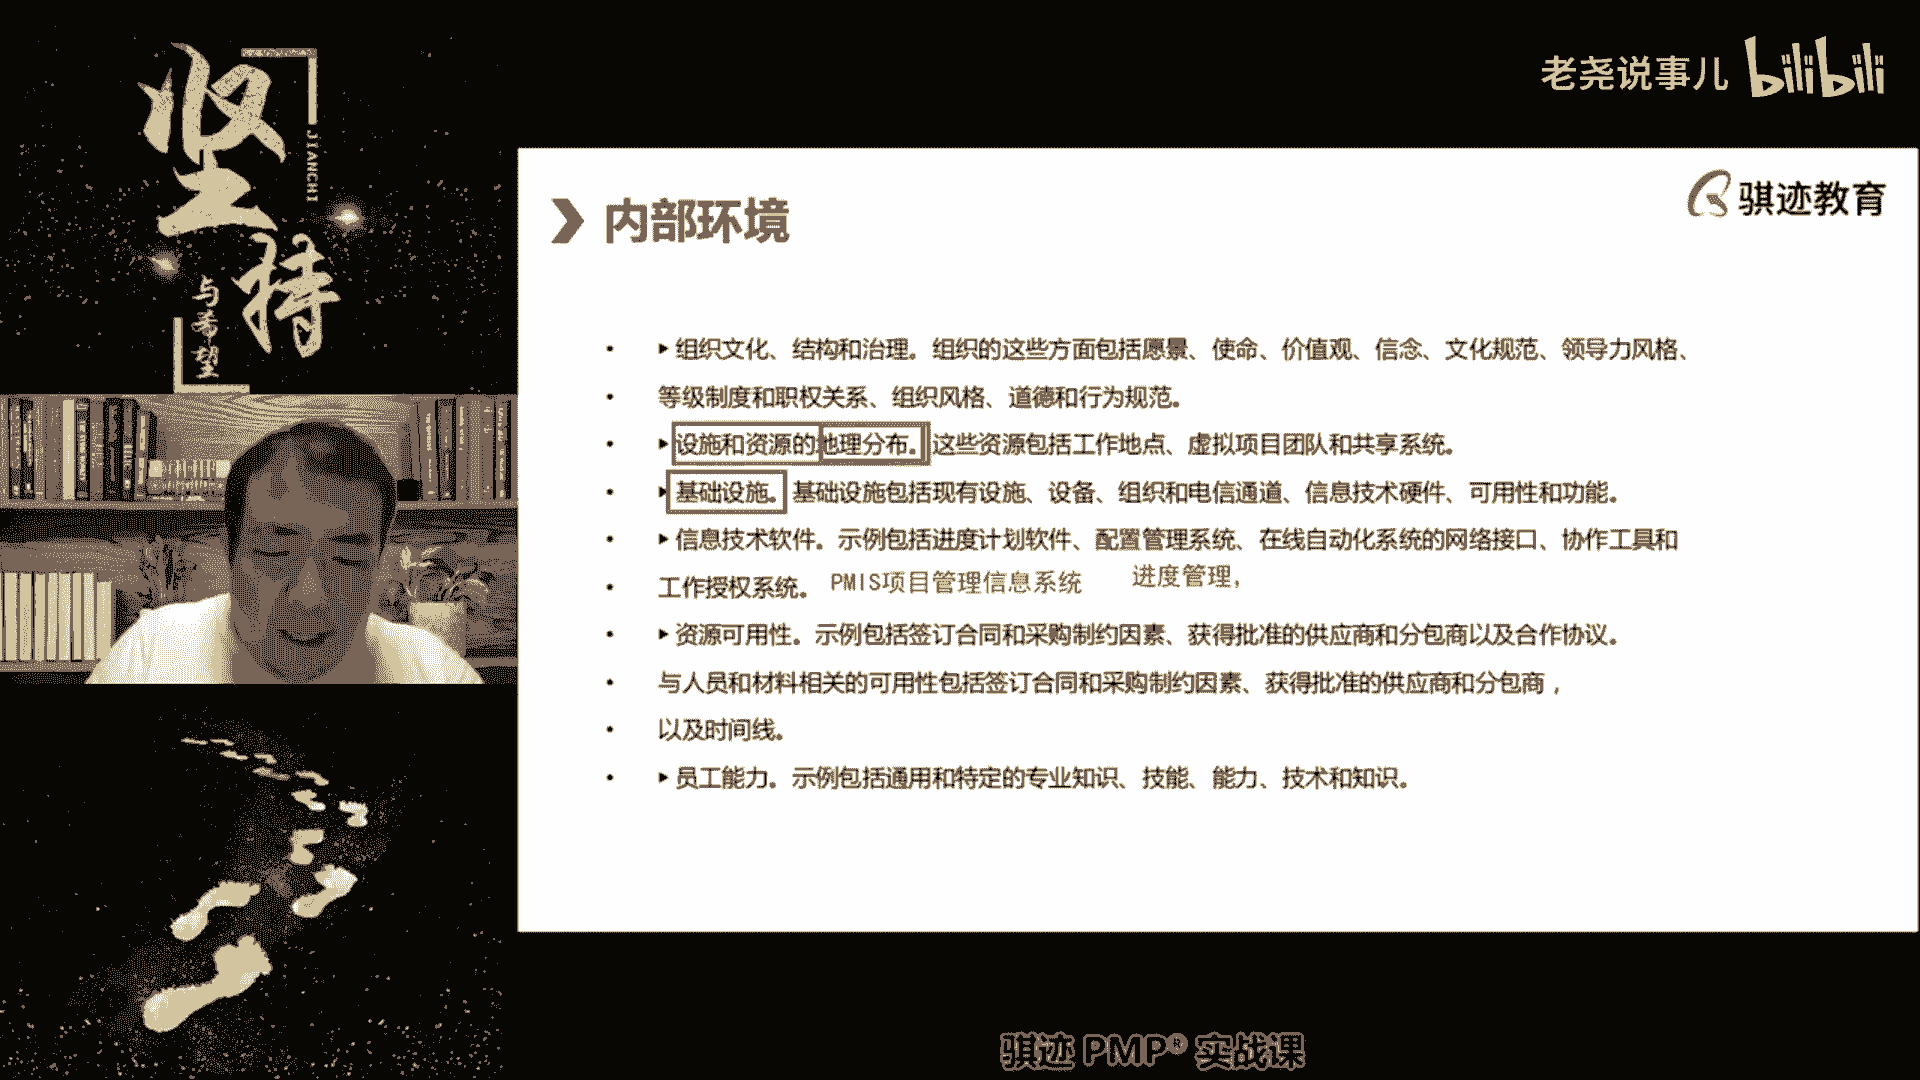 坚持
JIANCHI
与希望
老尧说事儿 bilibili
骐迹教育
内部环境
• ▸组织文化、结构和治理。组织的这些方面包括愿景、使命、价值观、信念、文化规范、领导力风格、
• 等级制度和职权关系、组织风格、道德和行为规范。
• ▸设施和资源的地理分布。这些资源包括工作地点、虚拟项目团队和共享系统。
• ▸基础设施。基础设施包括现有设施、设备、组织和电信通道、信息技术硬件、可用性和功能。
• ▸信息技术软件。示例包括进度计划软件、配置管理系统、在线自动化系统的网络接口、协作工具和
• 工作授权系统。 PMIS项目管理信息系统 进度管理,
• ▸资源可用性。示例包括签订合同和采购制约因素、获得批准的供应商和分包商以及合作协议。
• 与人员和材料相关的可用性包括签订合同和采购制约因素、获得批准的供应商和分包商，
• 以及时间线。
• ▸员工能力。示例包括通用和特定的专业知识、技能、能力、技术和知识。
骐迹 PMP® 实战课